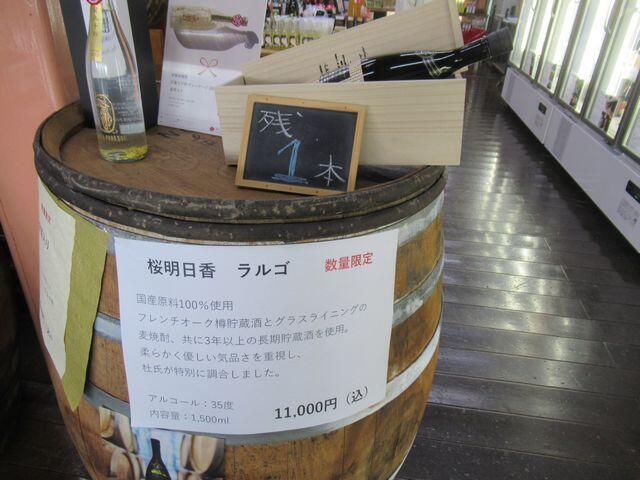 残
1
本
桜明日香 ラルゴ 数量限定
国産原料100%使用
フレンチオーク樽貯蔵酒とグラスライニングの
麦焼酎、共に3年以上の長期貯蔵酒を使用。
柔らかく優しい気品さを重視し、
杜氏が特別に調合しました。
アルコール：35度
内容量：1,500ml
11,000円（込）